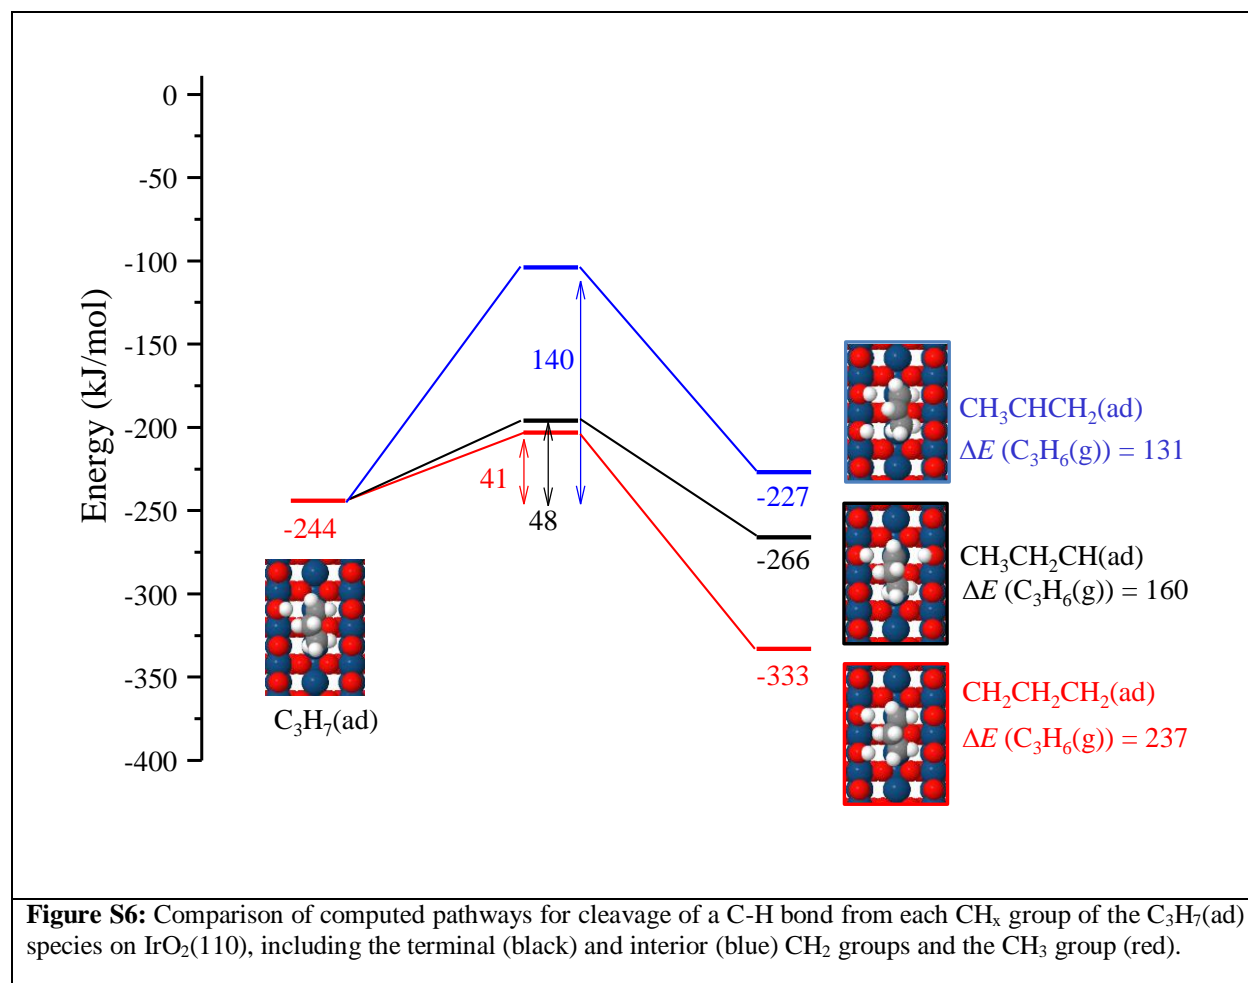 0
-50
-100
-150
-200
-250
-300
-350
-400
Energy (kJ/mol)
-244
C₃H₇(ad)
140
41
48
-227
-266
-333
CH₃CHCH₂(ad)
ΔE (C₃H₆(g)) = 131
CH₃CH₂CH(ad)
ΔE (C₃H₆(g)) = 160
CH₂CH₂CH₂(ad)
ΔE (C₃H₆(g)) = 237
Figure S6: Comparison of computed pathways for cleavage of a C-H bond from each CHₓ group of the C₃H₇(ad)
species on IrO₂(110), including the terminal (black) and interior (blue) CH₂ groups and the CH₃ group (red).